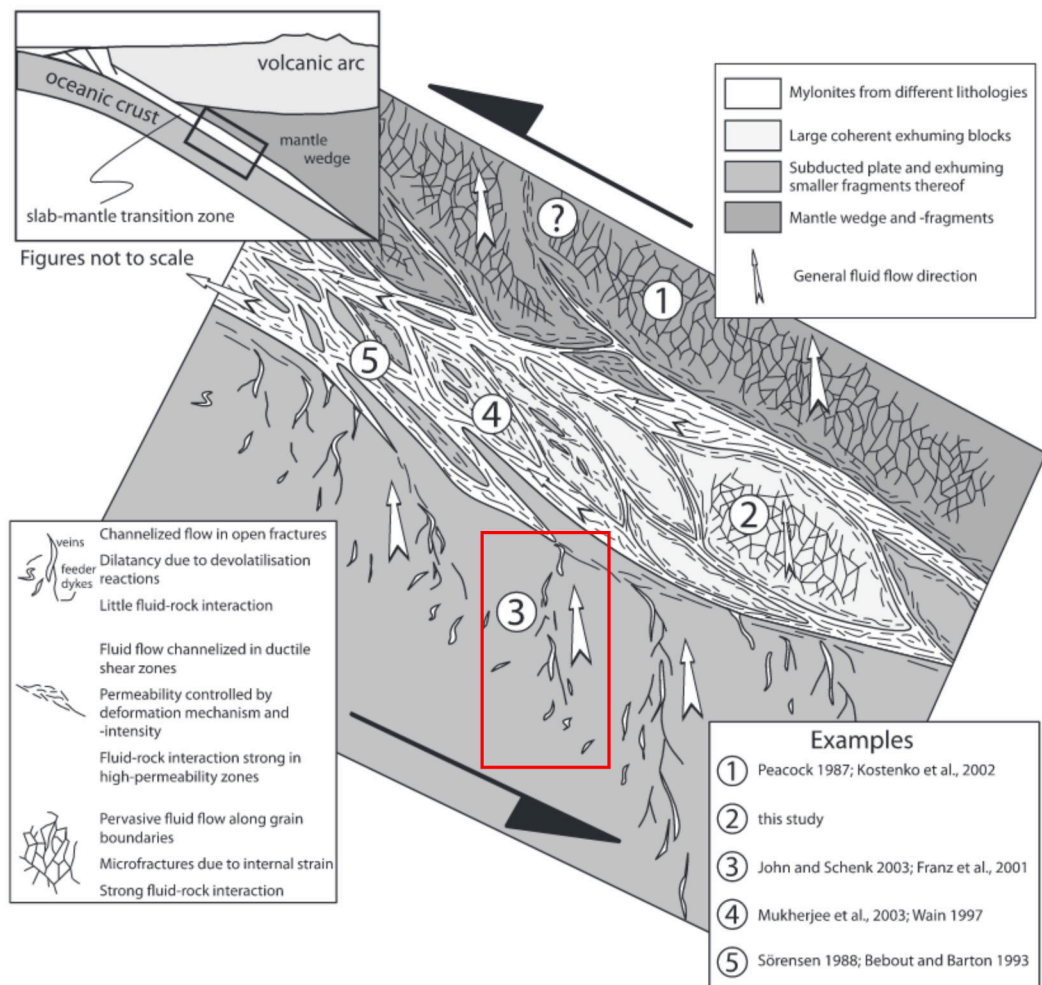 volcanic arc
oceanic crust
mantle
wedge
slab-mantle transition zone
Figures not to scale
Mylonites from different lithologies
Large coherent exhuming blocks
Subducted plate and exhuming
smaller fragments thereof
Mantle wedge and -fragments
General fluid flow direction
?
1
5
4
2
3
veins
feeder
dykes
Channelized flow in open fractures
Dilatancy due to devolatilisation
reactions
Little fluid-rock interaction
Fluid flow channelized in ductile
shear zones
Permeability controlled by
deformation mechanism and
-intensity
Fluid-rock interaction strong in
high-permeability zones
Pervasive fluid flow along grain
boundaries
Microfractures due to internal strain
Strong fluid-rock interaction
Examples
1 Peacock 1987; Kostenko et al., 2002
2 this study
3 John and Schenk 2003; Franz et al., 2001
4 Mukherjee et al., 2003; Wain 1997
5 Sörensen 1988; Bebout and Barton 1993